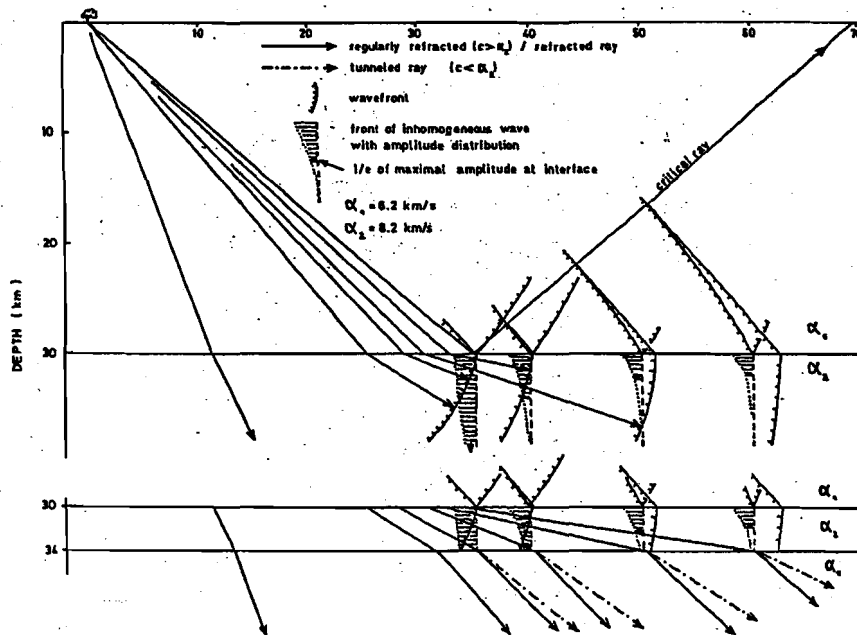 0 10 20 30 40 50 60 70
regularly refracted (c>α₂) / refracted ray
tunneled ray (c<α₂)
wavefront
front of inhomogeneous wave
with amplitude distribution
1/e of maximal amplitude at interface
α₁ = 6.2 km/s
α₂ = 8.2 km/s
critical ray
10
20
DEPTH (km)
30
α₁
α₂
30
α₁
α₂
34
α₁